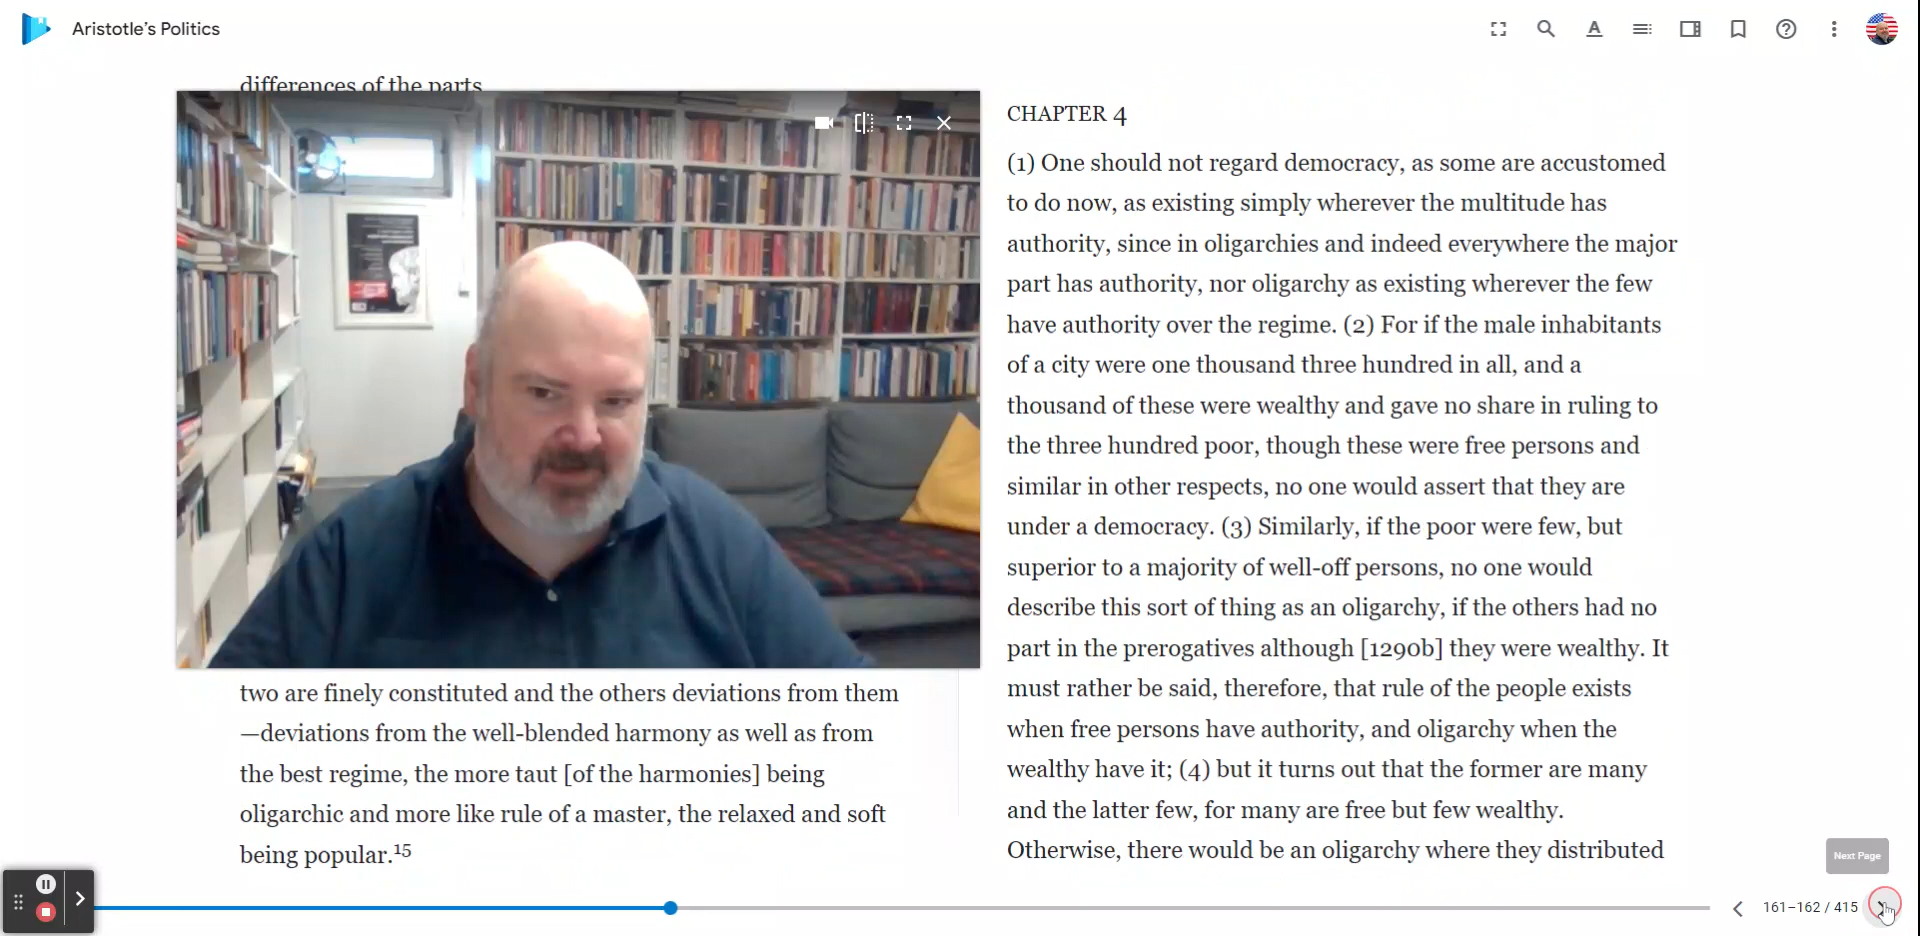 Aristotle's Politics
differences of the parts
two are finely constituted and the others deviations from them
—deviations from the well-blended harmony as well as from
the best regime, the more taut [of the harmonies] being
oligarchic and more like rule of a master, the relaxed and soft
being popular.15
CHAPTER 4
(1) One should not regard democracy, as some are accustomed
to do now, as existing simply wherever the multitude has
authority, since in oligarchies and indeed everywhere the major
part has authority, nor oligarchy as existing wherever the few
have authority over the regime. (2) For if the male inhabitants
of a city were one thousand three hundred in all, and a
thousand of these were wealthy and gave no share in ruling to
the three hundred poor, though these were free persons and
similar in other respects, no one would assert that they are
under a democracy. (3) Similarly, if the poor were few, but
superior to a majority of well-off persons, no one would
describe this sort of thing as an oligarchy, if the others had no
part in the prerogatives although [1290b] they were wealthy. It
must rather be said, therefore, that rule of the people exists
when free persons have authority, and oligarchy when the
wealthy have it; (4) but it turns out that the former are many
and the latter few, for many are free but few wealthy.
Otherwise, there would be an oligarchy where they distributed
Next Page
161–162 / 415